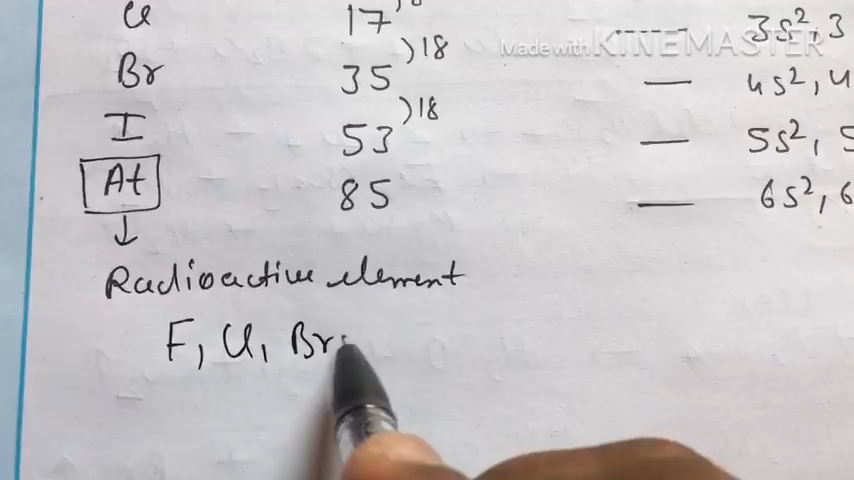 Cl 17 3s², 3
)18
Br 35 — 4s², 4
)18
I 53 — 5s², 5
At 85 — 6s², 6
↓
Radioactive element
F, Cl, Br
Made with KINEMASTER